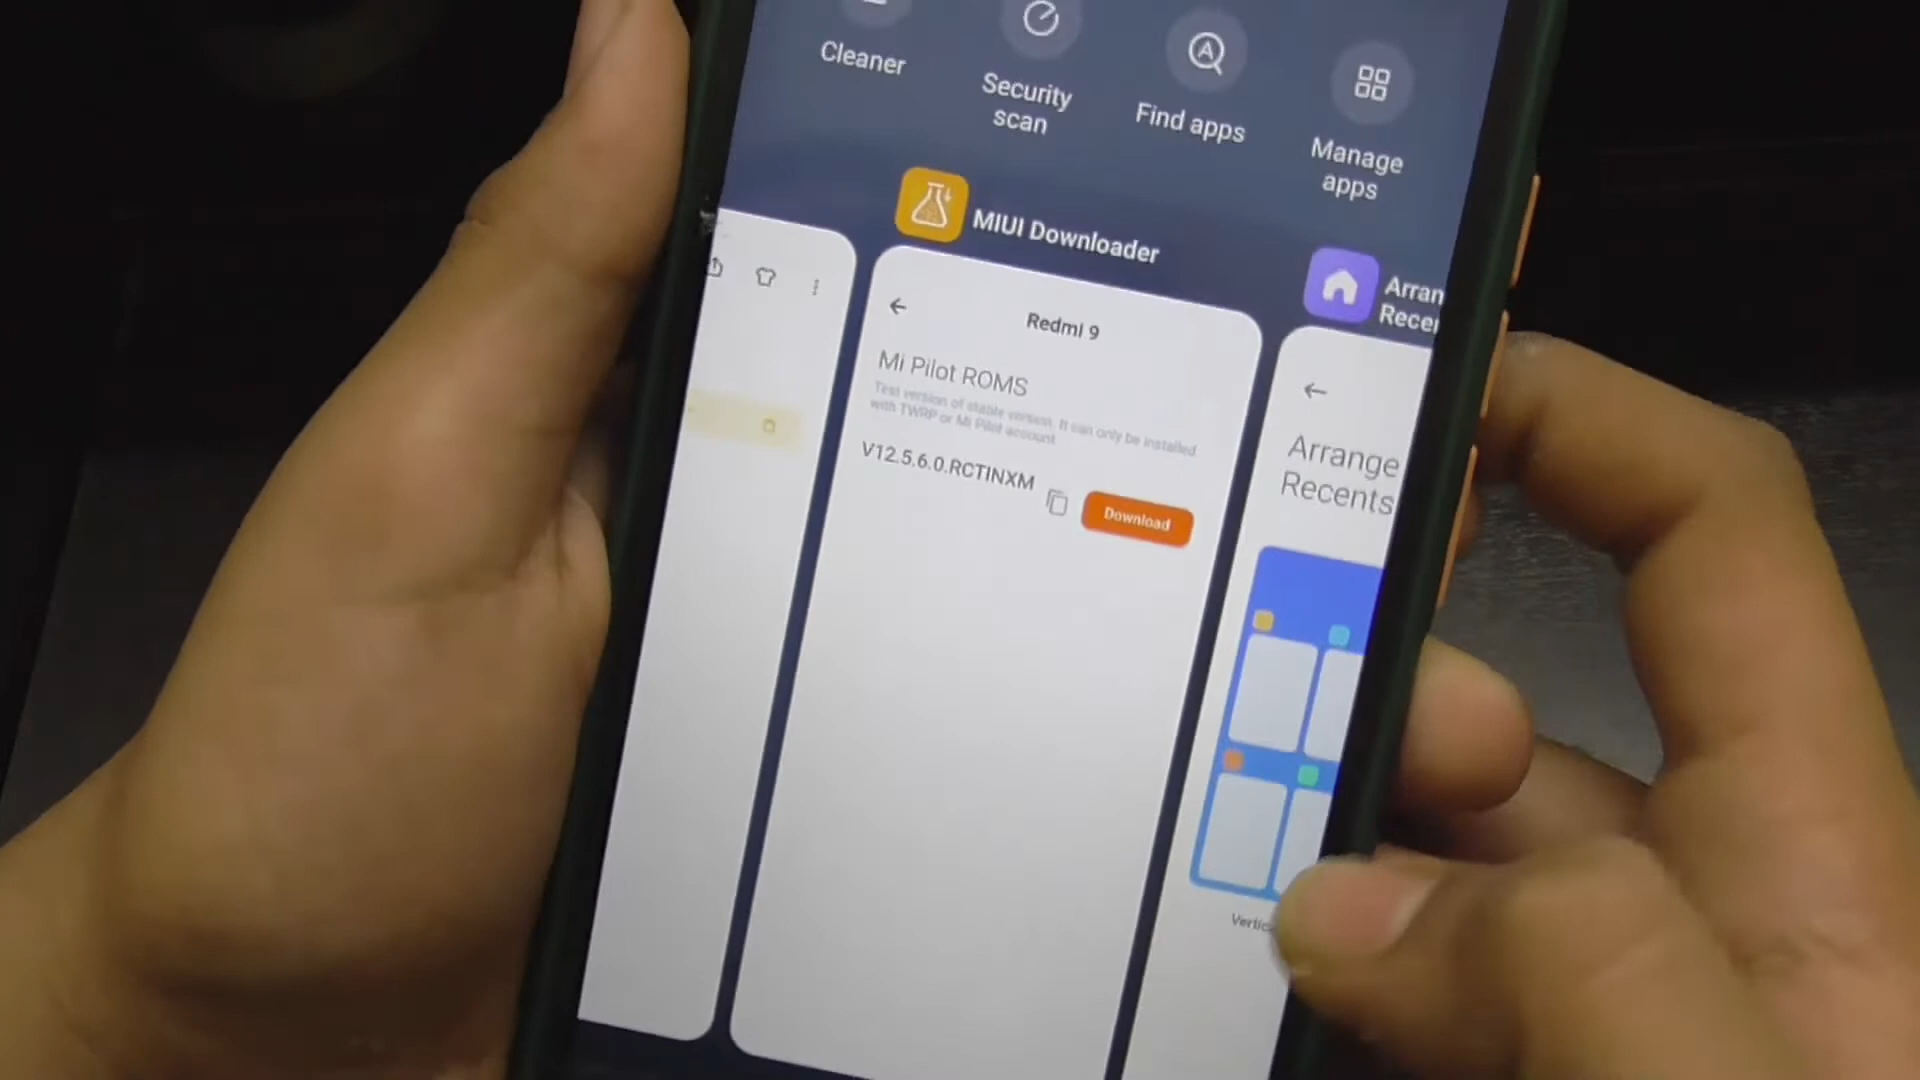 Cleaner
Security
scan
Find apps
Manage
apps
MIUI Downloader
Arran
Recen
Redmi 9
Mi Pilot ROMS
Test version of stable version. It can only be installed
with TWRP or Mi Pilot account
V12.5.6.0.RCTINXM
Download
Arrange
Recents
Vertic